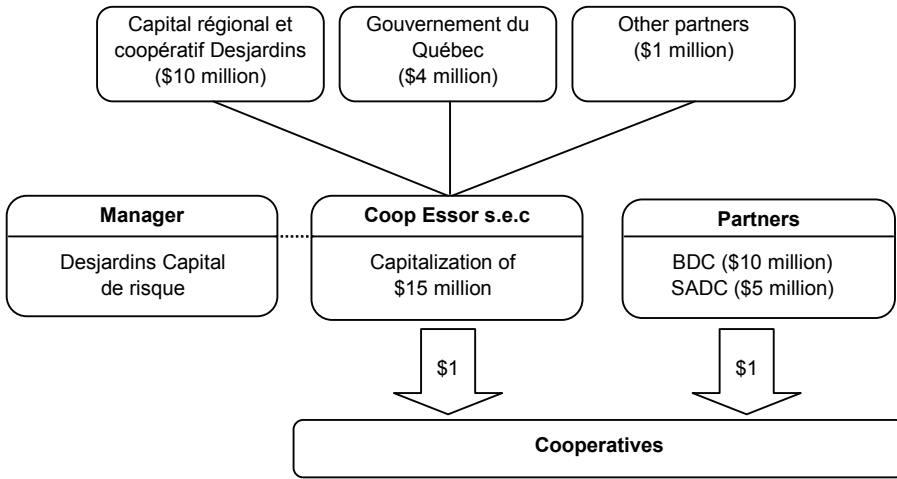 Capital régional et
coopératif Desjardins
($10 million)
Gouvernement du
Québec
($4 million)
Other partners
($1 million)
Manager
Desjardins Capital
de risque
Coop Essor s.e.c
Capitalization of
$15 million
Partners
BDC ($10 million)
SADC ($5 million)
$1
$1
Cooperatives